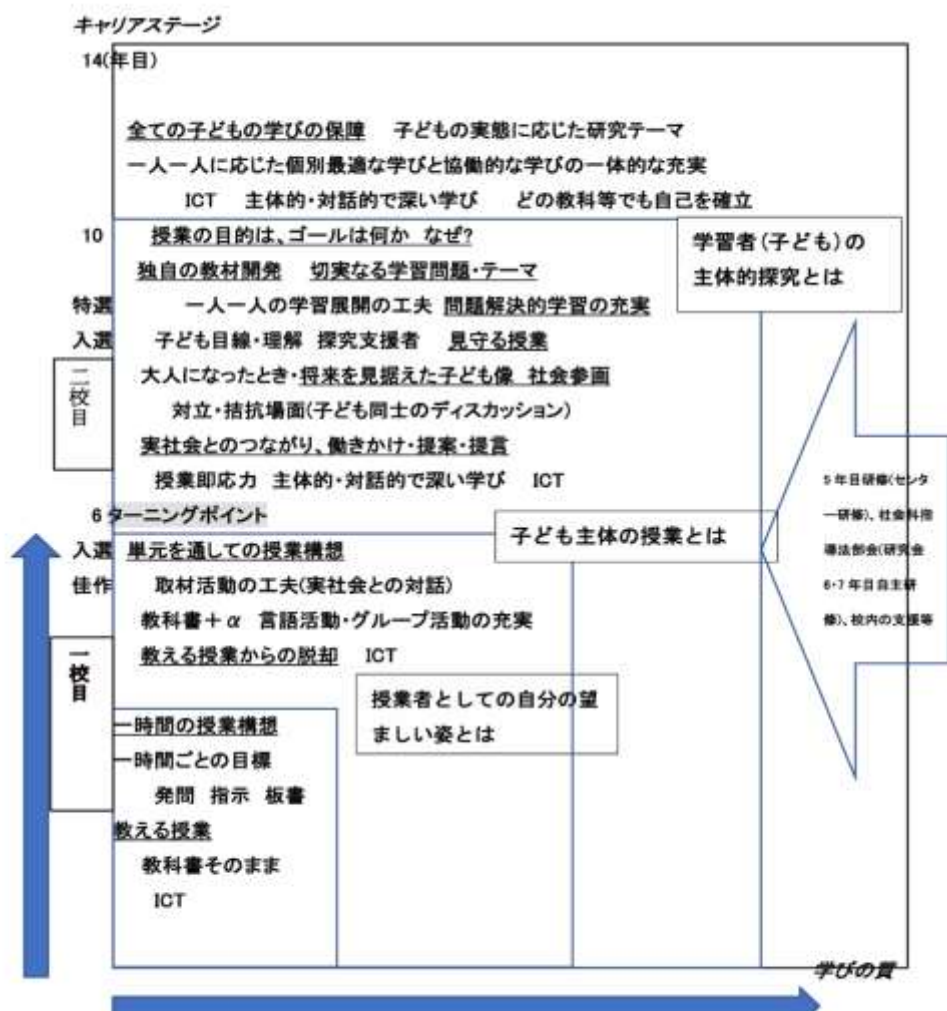 キャリアステージ
14(年目)
全ての子どもの学びの保障 子どもの実態に応じた研究テーマ
一人一人に応じた個別最適な学びと協働的な学びの一体的な充実
ICT 主体的・対話的で深い学び どの教科等でも自己を確立
10 授業の目的は、ゴールは何か なぜ?
学習者(子ども)の
主体的探究とは
独自の教材開発 切実なる学習問題・テーマ
特選 一人一人の学習展開の工夫 問題解決的学習の充実
入選 子ども目線・理解 探究支援者 見守る授業
二校目
大人になったとき・将来を見据えた子ども像 社会参画
対立・拮抗場面(子ども同士のディスカッション)
実社会とのつながり、働きかけ・提案・提言
授業即応力 主体的・対話的で深い学び ICT
5年目研修(センタ
ー研修)、社会科指
導法部会(研究会
6・7年目自主研
修)、校内の支援等
6 ターニングポイント
子ども主体の授業とは
入選 単元を通しての授業構想
佳作 取材活動の工夫(実社会との対話)
教科書+α 言語活動・グループ活動の充実
教える授業からの脱却 ICT
一校目
授業者としての自分の望
ましい姿とは
一時間の授業構想
一時間ごとの目標
発問 指示 板書
教える授業
教科書そのまま
ICT
学びの質